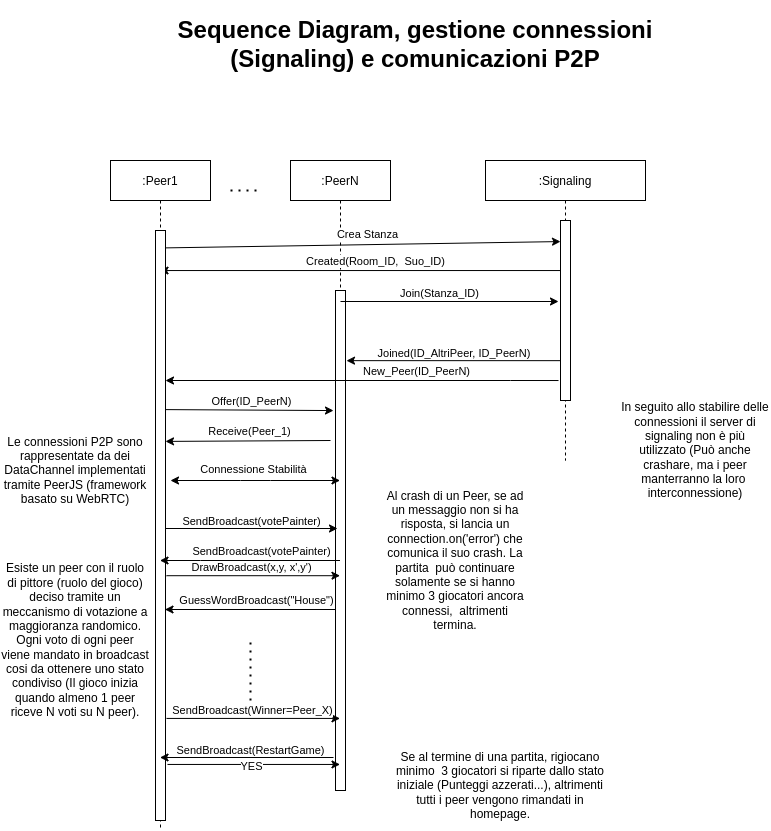 Sequence Diagram, gestione connessioni
(Signaling) e comunicazioni P2P
:Peer1
....
:PeerN
:Signaling
Crea Stanza
Created(Room_ID, Suo_ID)
Join(Stanza_ID)
Joined(ID_AltriPeer, ID_PeerN)
New_Peer(ID_PeerN)
Offer(ID_PeerN)
Receive(Peer_1)
Connessione Stabilità
SendBroadcast(votePainter)
SendBroadcast(votePainter)
DrawBroadcast(x,y, x',y')
GuessWordBroadcast("House")
SendBroadcast(Winner=Peer_X)
SendBroadcast(RestartGame)
YES
In seguito allo stabilire delle
connessioni il server di
signaling non è più
utilizzato (Può anche
crashare, ma i peer
manterranno la loro
interconnessione)
Le connessioni P2P sono
rappresentate da dei
DataChannel implementati
tramite PeerJS (framework
basato su WebRTC)
Al crash di un Peer, se ad
un messaggio non si ha
risposta, si lancia un
connection.on('error') che
comunica il suo crash. La
partita può continuare
solamente se si hanno
minimo 3 giocatori ancora
connessi, altrimenti
termina.
Esiste un peer con il ruolo
di pittore (ruolo del gioco)
deciso tramite un
meccanismo di votazione a
maggioranza randomico.
Ogni voto di ogni peer
viene mandato in broadcast
cosi da ottenere uno stato
condiviso (Il gioco inizia
quando almeno 1 peer
riceve N voti su N peer).
Se al termine di una partita, rigiocano
minimo 3 giocatori si riparte dallo stato
iniziale (Punteggi azzerati...), altrimenti
tutti i peer vengono rimandati in
homepage.